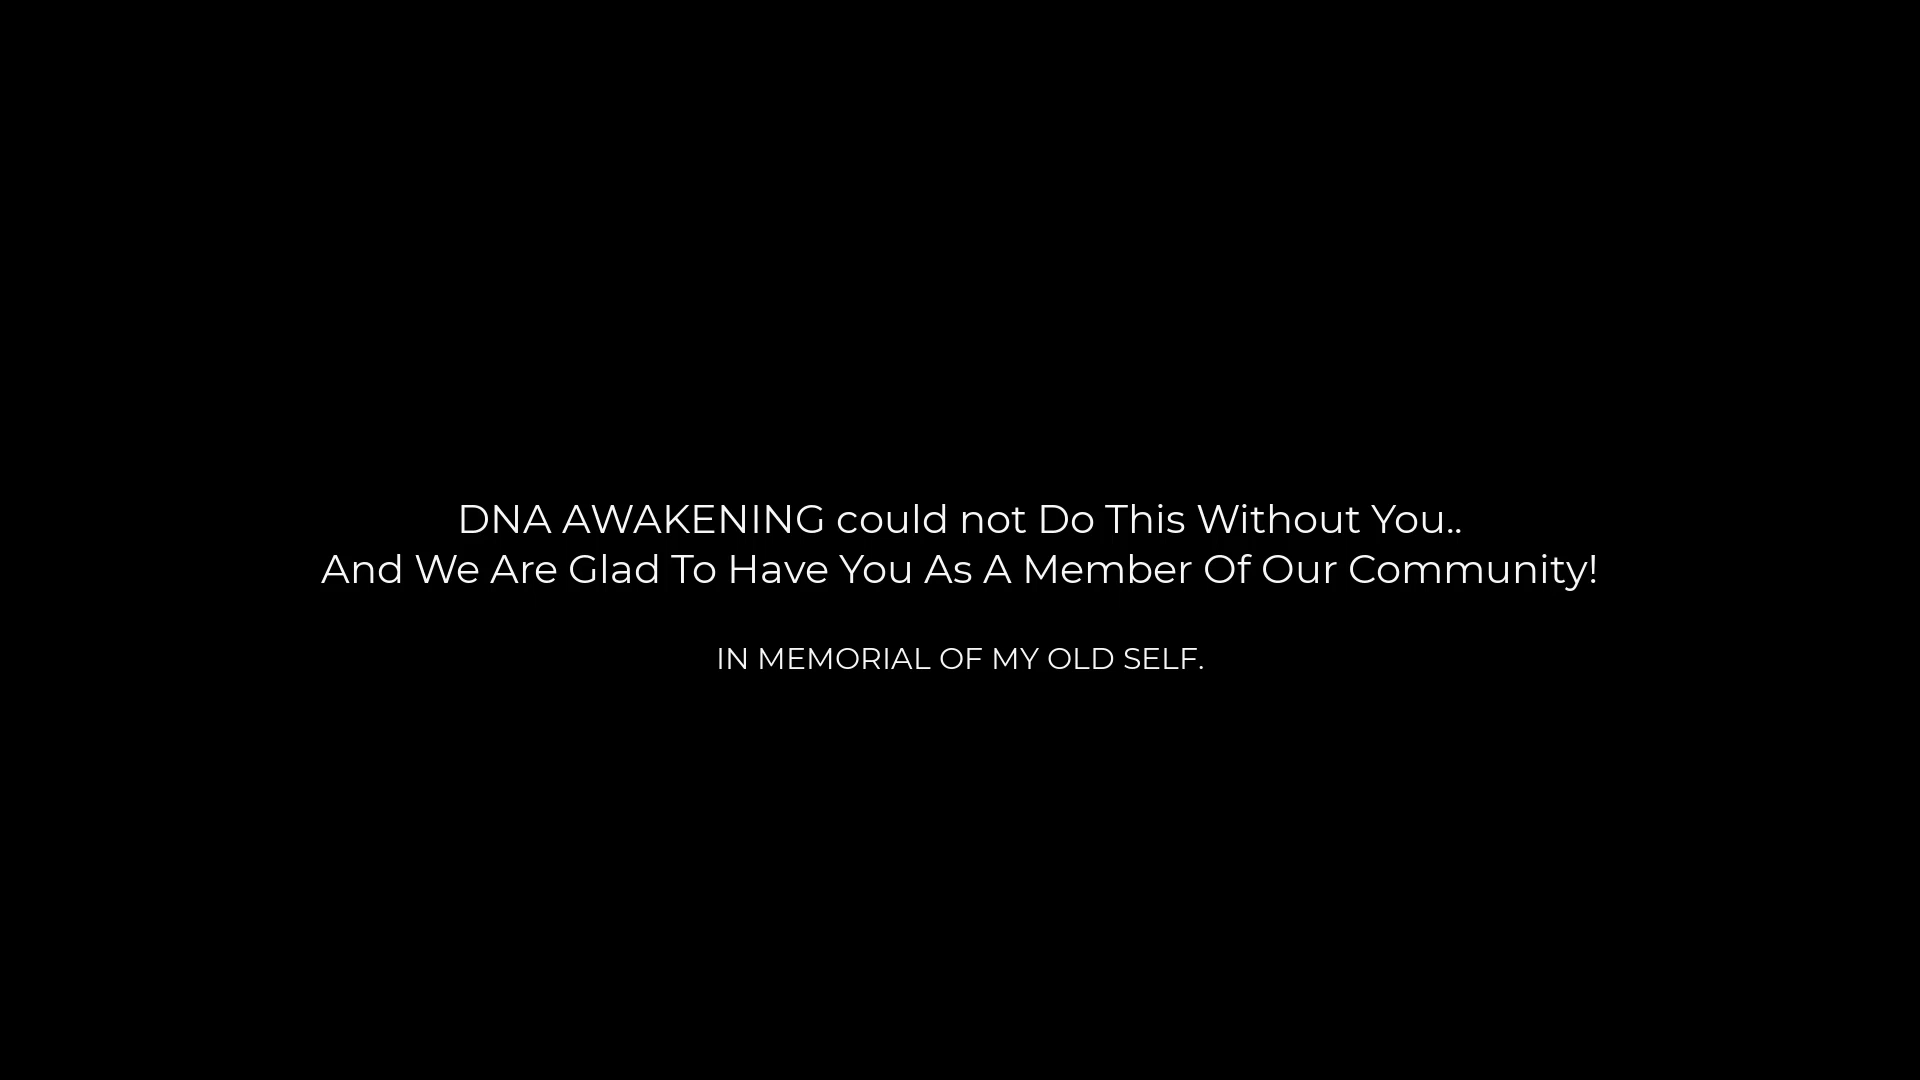 DNA AWAKENING could not Do This Without You..
And We Are Glad To Have You As A Member Of Our Community!
IN MEMORIAL OF MY OLD SELF.